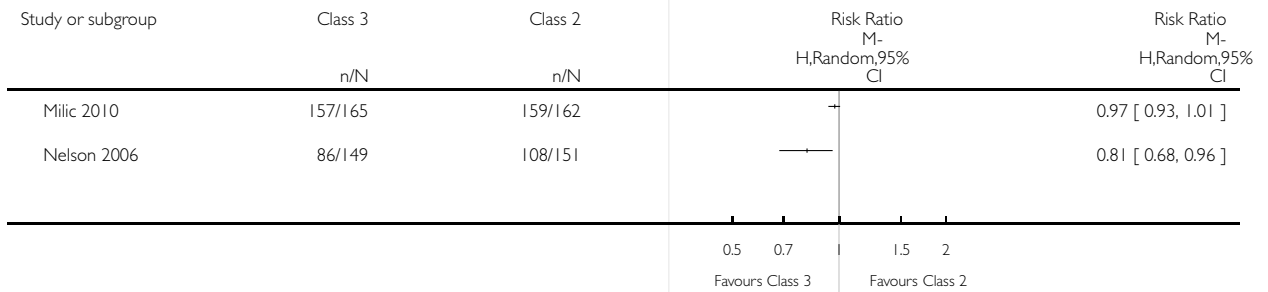 Study or subgroup Class 3 Class 2 Risk Ratio Risk Ratio
M- M-
H,Random,95% H,Random,95%
n/N n/N CI CI
Milic 2010 157/165 159/162 0.97 [ 0.93, 1.01 ]
Nelson 2006 86/149 108/151 0.81 [ 0.68, 0.96 ]
0.5 0.7 1 1.5 2
Favours Class 3 Favours Class 2